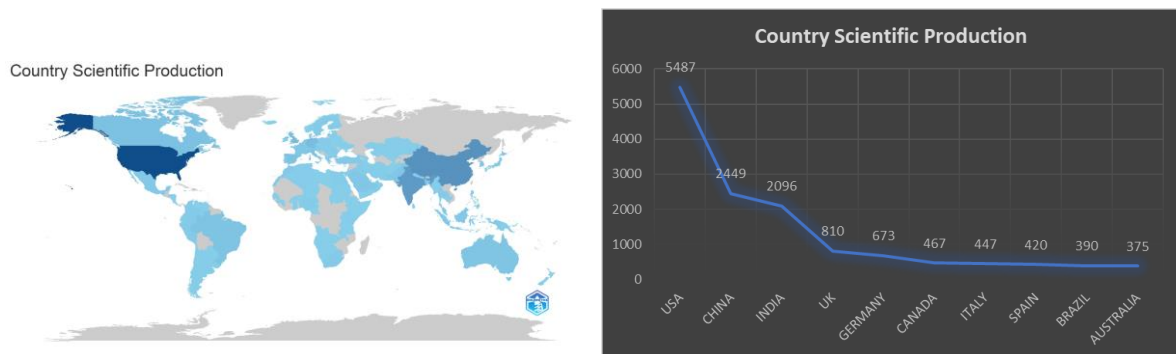 Country Scientific Production
Country Scientific Production
6000
5000
4000
3000
2000
1000
0
5487
2449
2096
810
673
467
447
420
390
375
USA
CHINA
INDIA
UK
GERMANY
CANADA
ITALY
SPAIN
BRAZIL
AUSTRALIA